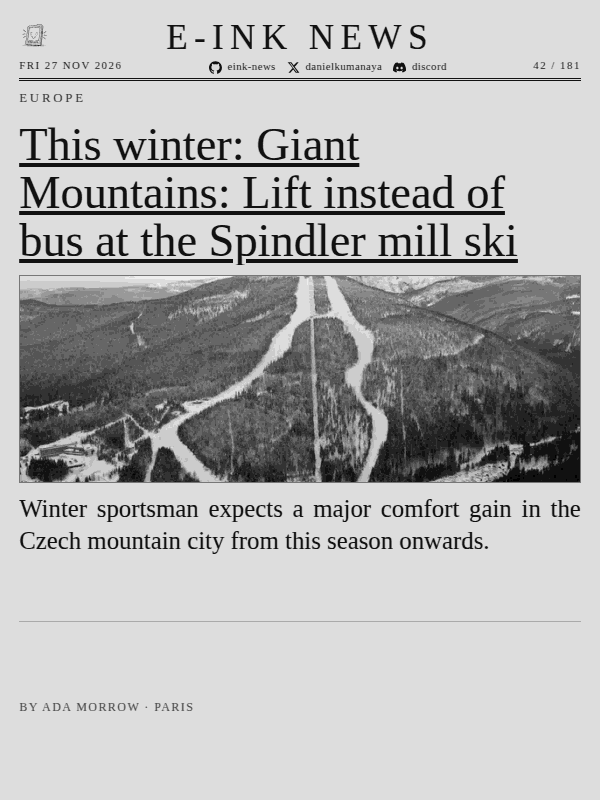 E-INK NEWS
FRI 27 NOV 2026
eink-news
danielkumanaya
discord
42 / 181
EUROPE
This winter: Giant
Mountains: Lift instead of
bus at the Spindler mill ski
Winter sportsman expects a major comfort gain in the
Czech mountain city from this season onwards.
BY ADA MORROW · PARIS